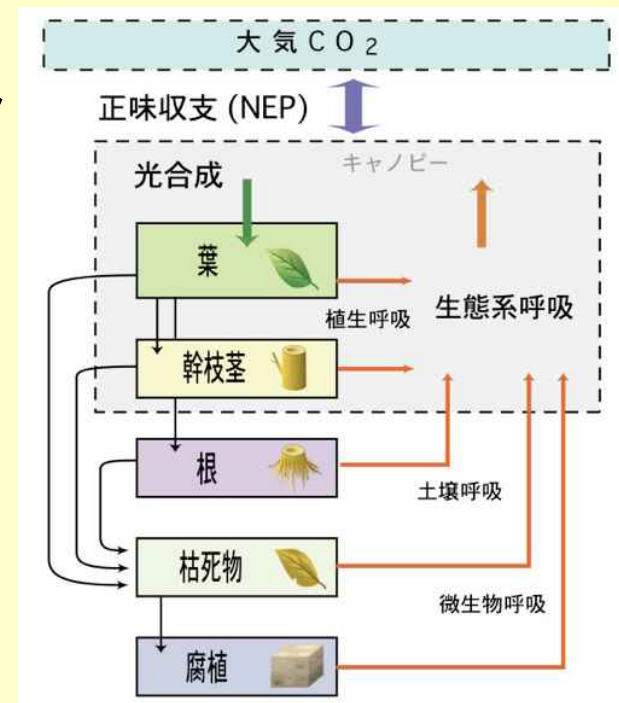 大気CO2
正味収支 (NEP)
キャノピー
光合成
葉
植生呼吸
生態系呼吸
幹枝茎
根
土壌呼吸
枯死物
微生物呼吸
腐植